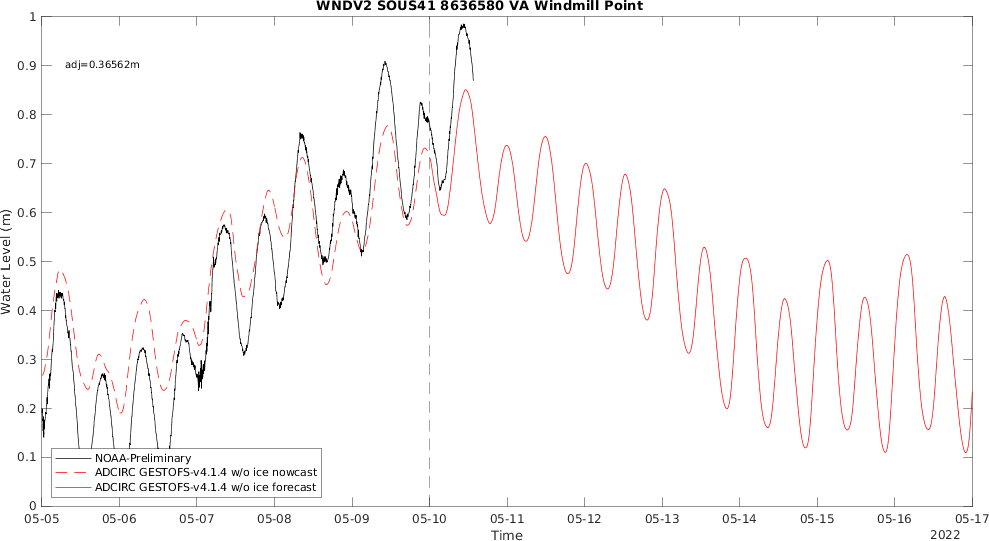 WNDV2 SOUS41 8636580 VA Windmill Point
adj=0.36562m
Water Level (m)
1
0.9
0.8
0.7
0.6
0.5
0.4
0.3
0.2
0.1
0
NOAA-Preliminary
ADCIRC GESTOFS-v4.1.4 w/o ice nowcast
ADCIRC GESTOFS-v4.1.4 w/o ice forecast
05-05 05-06 05-07 05-08 05-09 05-10 05-11 05-12 05-13 05-14 05-15 05-16 05-17
Time
2022